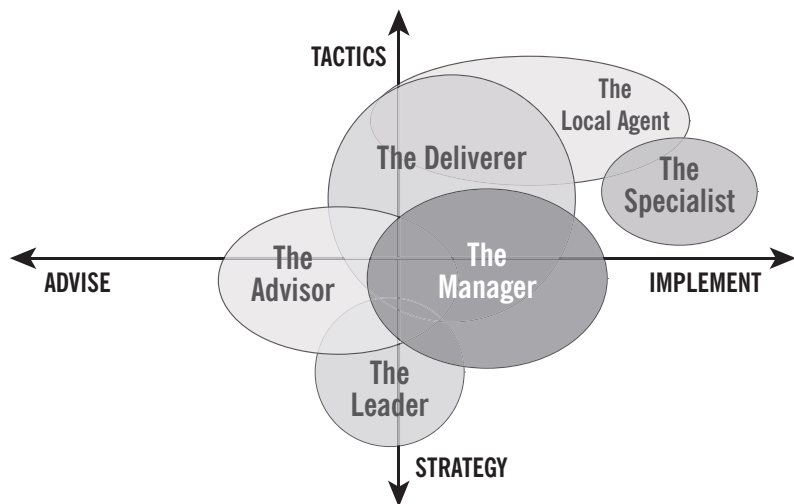 TACTICS
The
Local Agent
The Deliverer
The
Specialist
The
Advisor
The
Manager
ADVISE
IMPLEMENT
The
Leader
STRATEGY